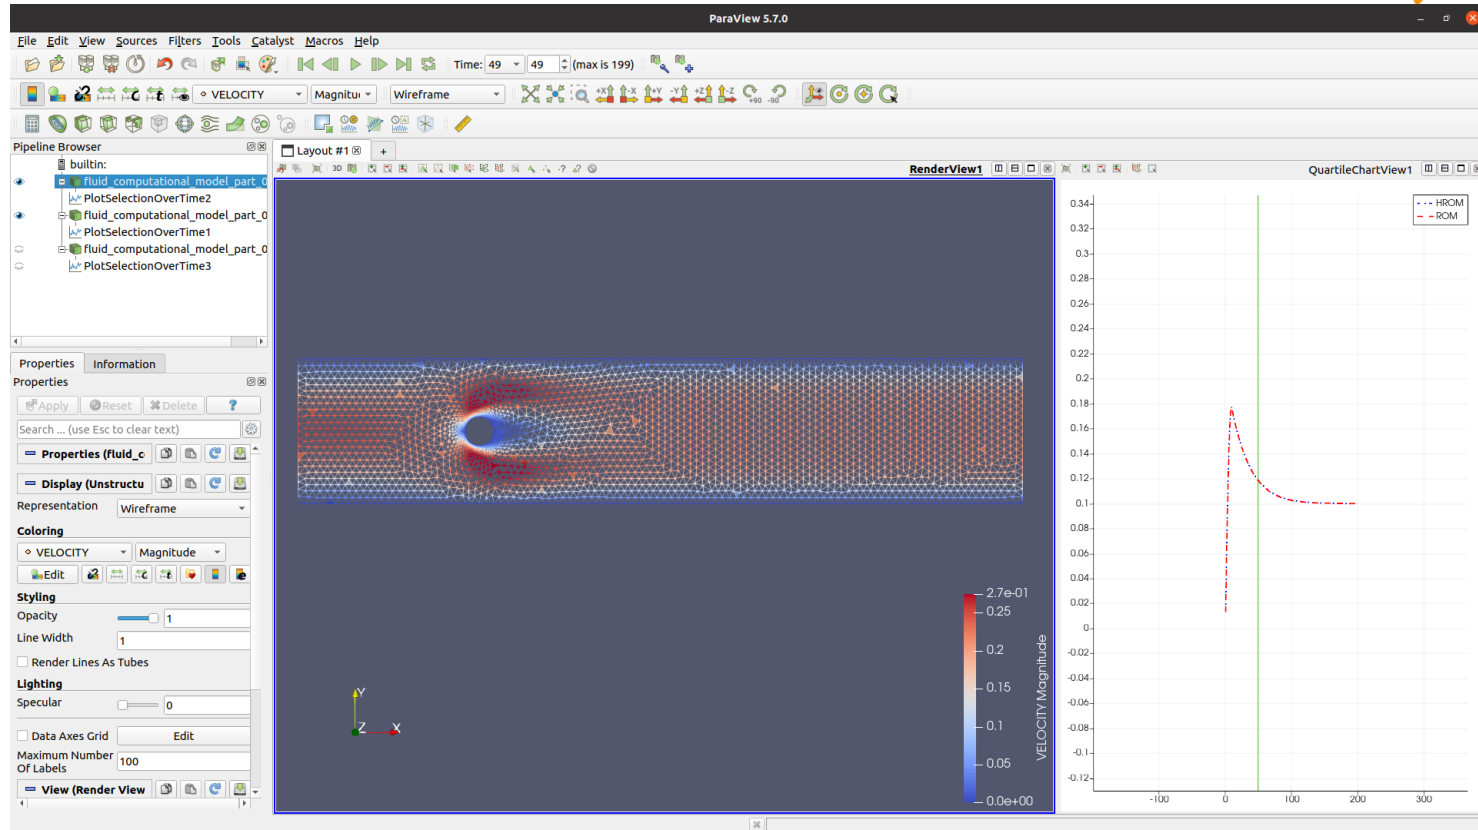 ParaView 5.7.0
File Edit View Sources Filters Tools Catalyst Macros Help
Time: 49 49 (max is 199)
VELOCITY Magnitu Wireframe +X -X +Y -Y +Z -Z +90 -90
Pipeline Browser
Layout #1 +
builtin:
3D
RenderView1
QuartileChartView1
fluid_computational_model_part_0
PlotSelectionOverTime2
fluid_computational_model_part_0
PlotSelectionOverTime1
fluid_computational_model_part_0
PlotSelectionOverTime3
Properties Information
Properties
Apply Reset Delete ?
Search ... (use Esc to clear text)
Properties (fluid_c
Display (Unstructu
Representation Wireframe
Coloring
VELOCITY Magnitude
Edit
Styling
Opacity 1
Line Width 1
Render Lines As Tubes
Lighting
Specular 0
Data Axes Grid Edit
Maximum Number
Of Labels 100
View (Render View
Y
Z X
2.7e-01
0.25
0.2
0.15
0.1
0.05
0.0e+00
VELOCITY Magnitude
HROM
ROM
0.34
0.32
0.3
0.28
0.26
0.24
0.22
0.2
0.18
0.16
0.14
0.12
0.1
0.08
0.06
0.04
0.02
0
-0.02
-0.04
-0.06
-0.08
-0.1
-0.12
-100 0 100 200 300